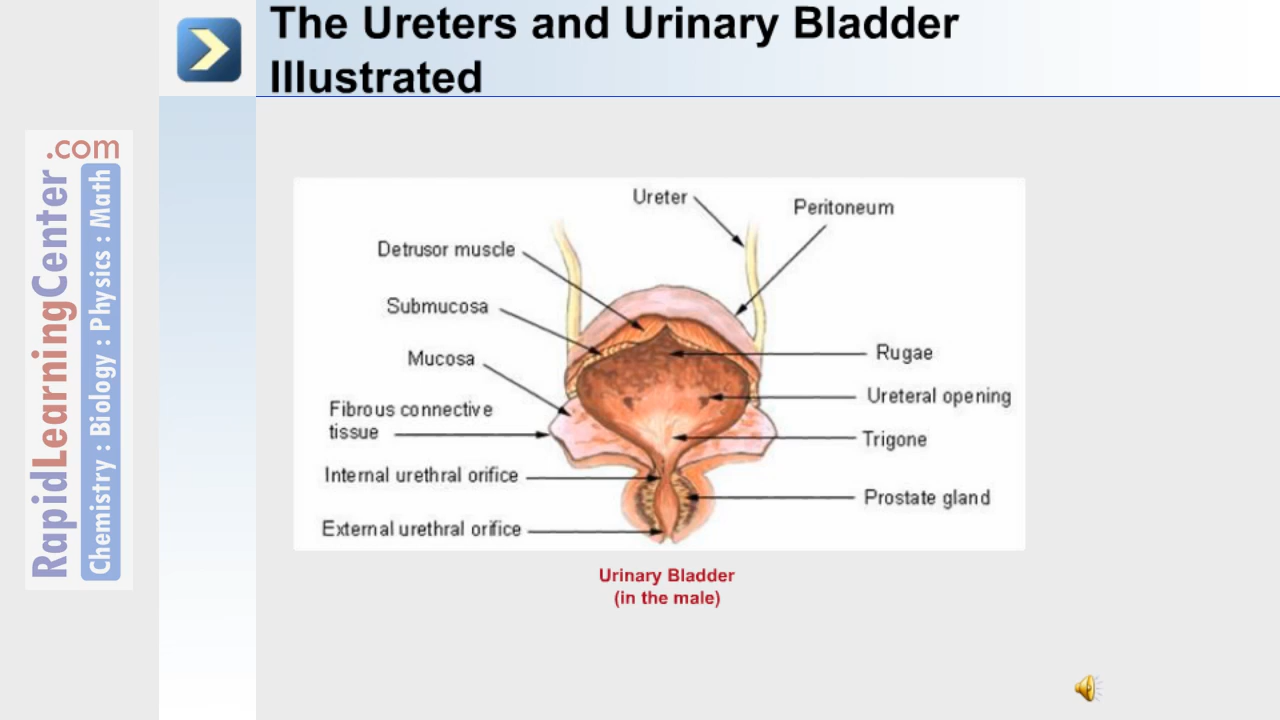 The Ureters and Urinary Bladder
Illustrated
RapidLearningCenter.com
Chemistry : Biology : Physics : Math
Ureter
Peritoneum
Detrusor muscle
Submucosa
Mucosa
Rugae
Ureteral opening
Fibrous connective
tissue
Trigone
Internal urethral orifice
Prostate gland
External urethral orifice
Urinary Bladder
(in the male)